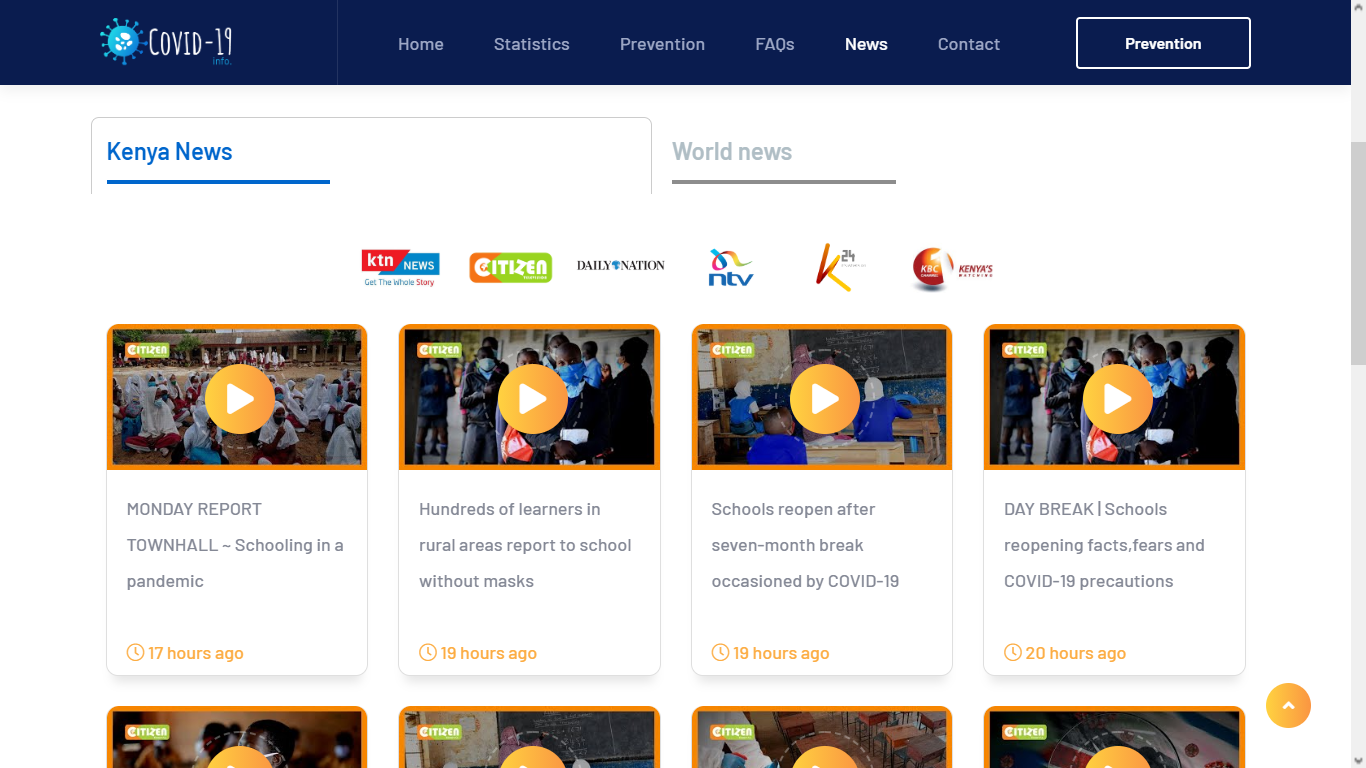 COVID-19
info.
Home
Statistics
Prevention
FAQs
News
Contact
Prevention
Kenya News
World news
ktn NEWS
Get The Whole Story
CITIZEN
DAILY NATION
ntv
K24
KBC CHANNEL
KENYA'S WATCHING
CITIZEN
CITIZEN
CITIZEN
CITIZEN
MONDAY REPORT
TOWNHALL ~ Schooling in a
pandemic
17 hours ago
Hundreds of learners in
rural areas report to school
without masks
19 hours ago
Schools reopen after
seven-month break
occasioned by COVID-19
19 hours ago
DAY BREAK | Schools
reopening facts,fears and
COVID-19 precautions
20 hours ago
CITIZEN
CITIZEN
CITIZEN
CITIZEN